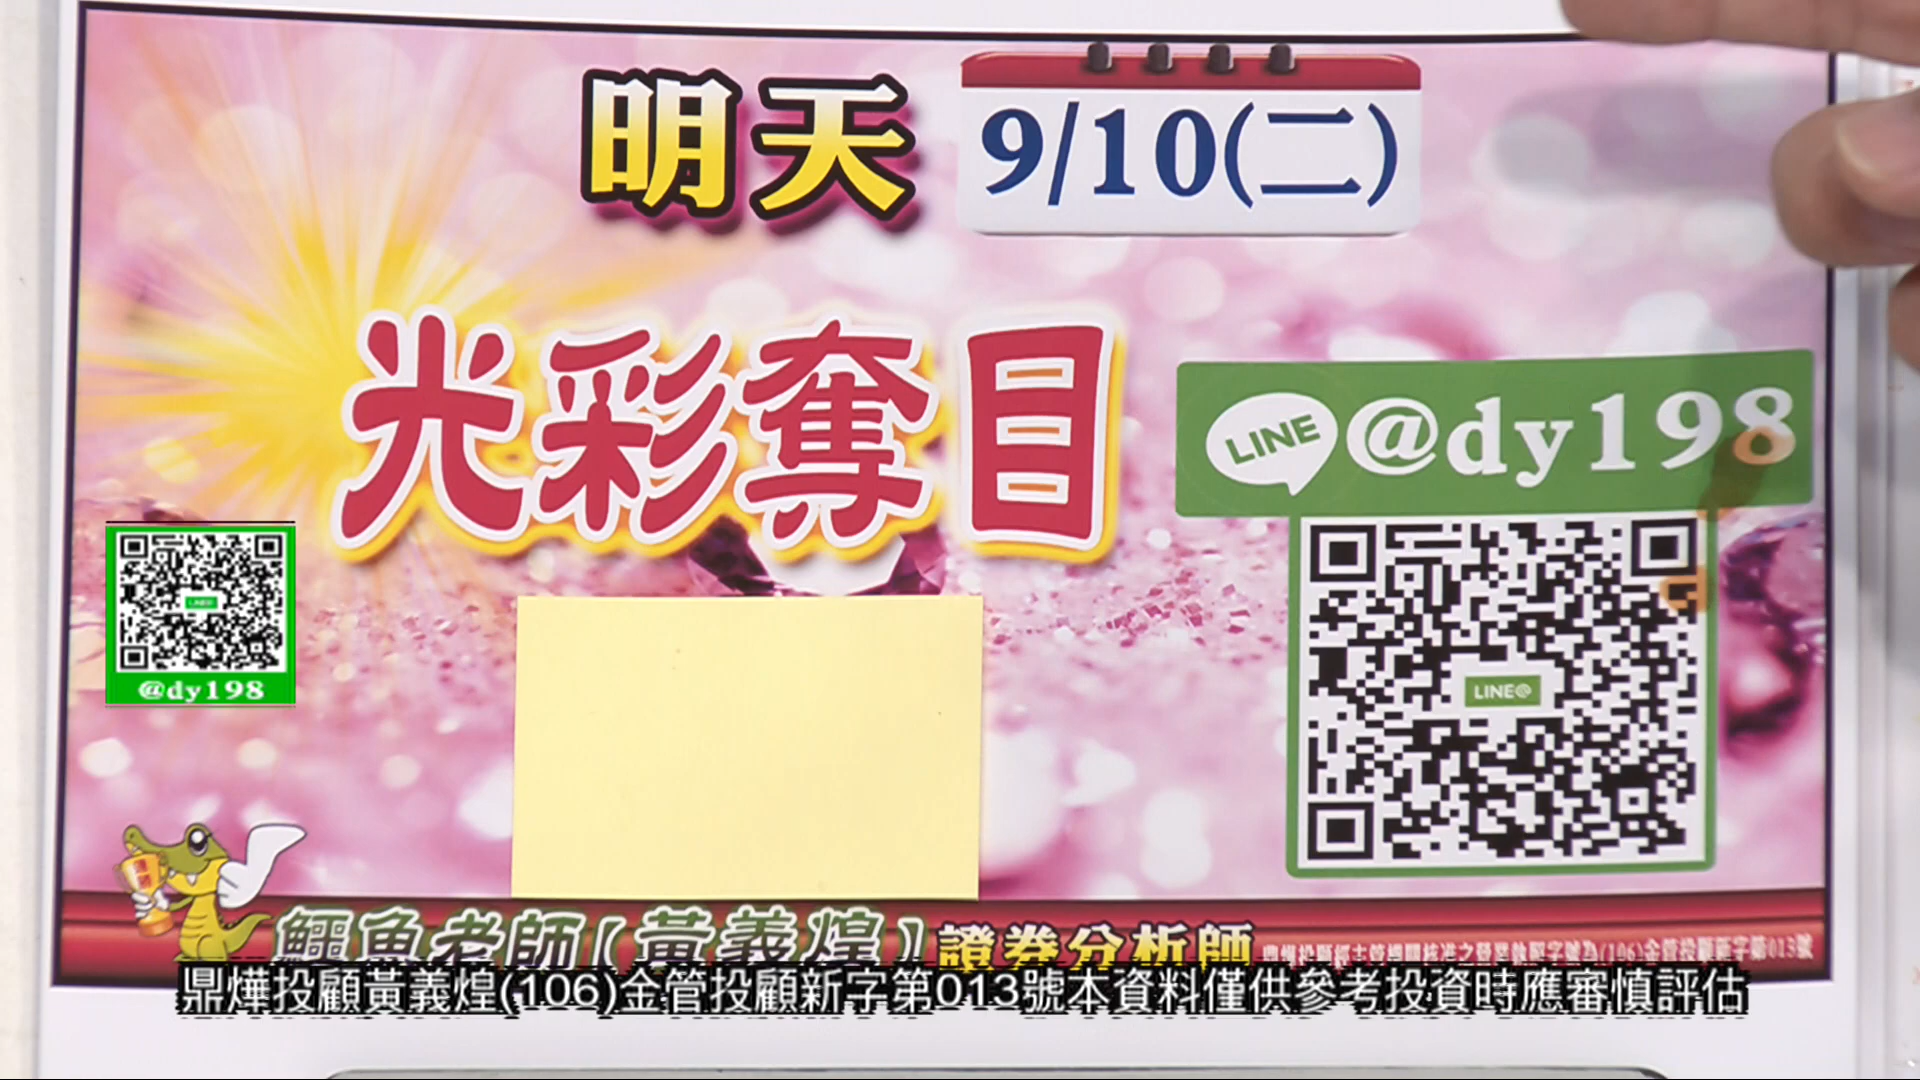 明天
9/10(二)
光彩奪目
LINE @dy198
LINE@
@dy198
鱷魚老師【黃義煌】證券分析師
鼎燁投顧黃義煌(106)金管投顧新字第013號本資料僅供參考投資時應審慎評估